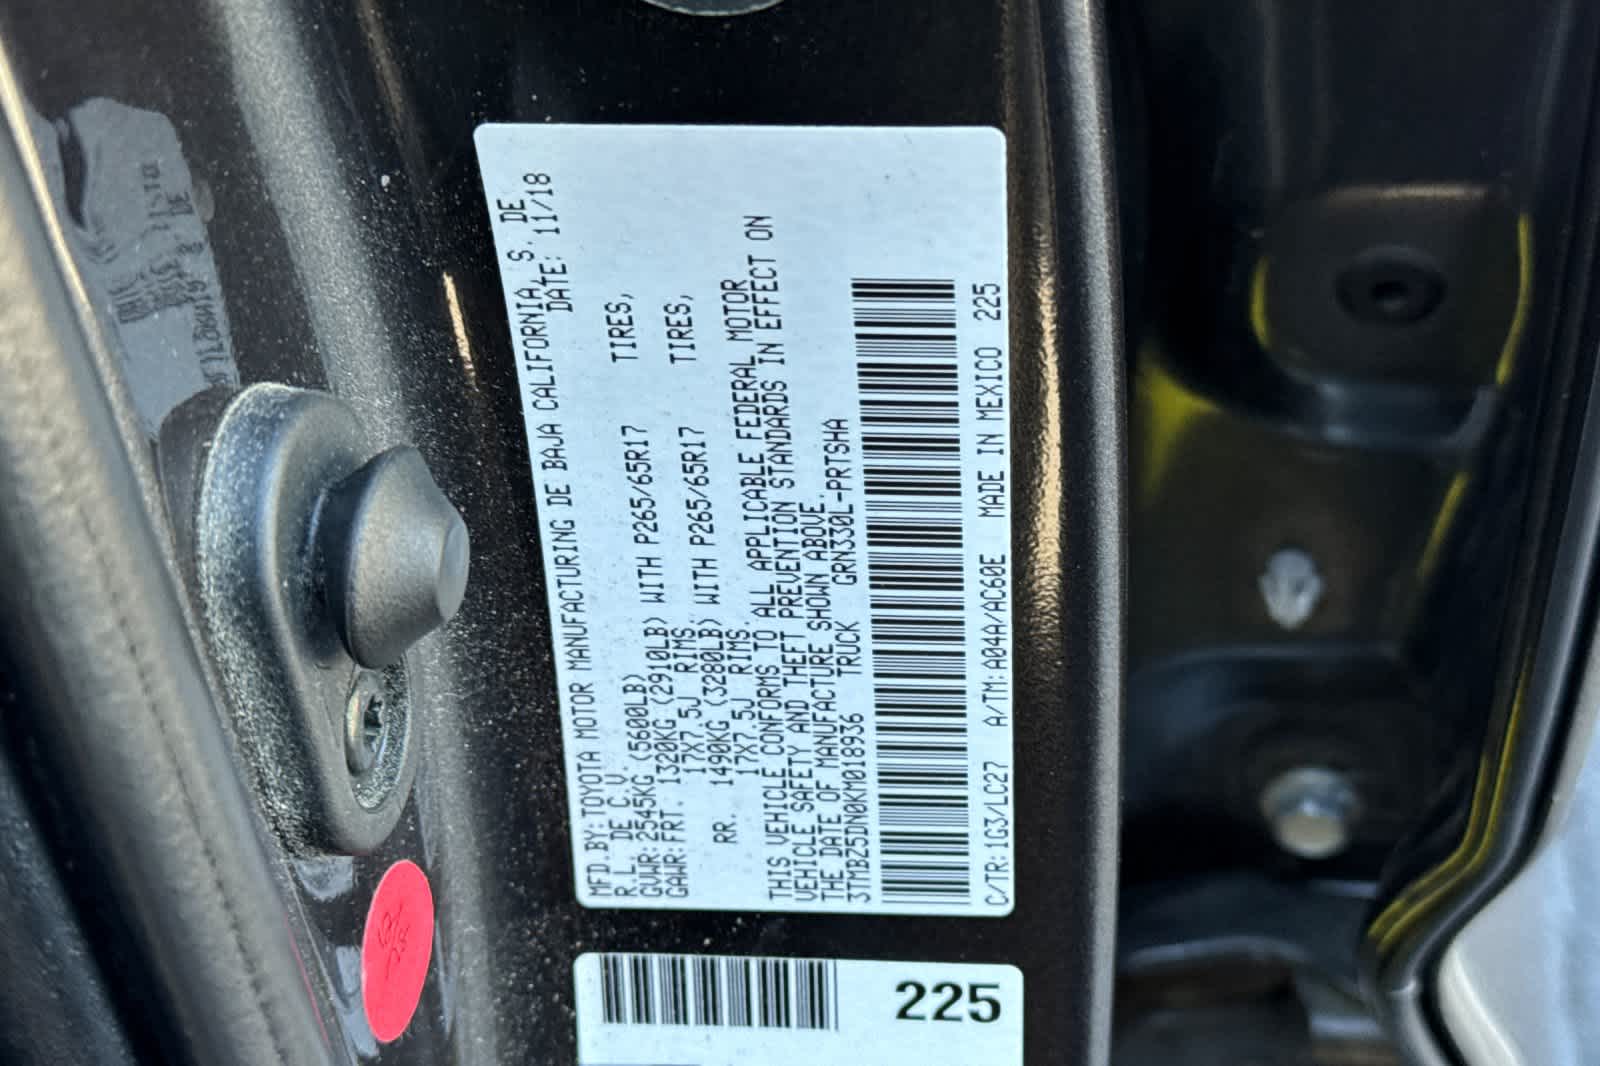 MFD.BY:TOYOTA MOTOR MANUFACTURING DE BAJA CALIFORNIA, S. DE
R.L. DE C.V. DATE: 11/18
GVWR:2545KG (5600LB)
GAWR:FRT. 1320KG (2910LB) WITH P265/65R17 TIRES,
17X7.5J RIMS
RR. 1490KG (3280LB) WITH P265/65R17 TIRES,
17X7.5J RIMS.
THIS VEHICLE CONFORMS TO ALL APPLICABLE FEDERAL MOTOR
VEHICLE SAFETY AND THEFT PREVENTION STANDARDS IN EFFECT ON
THE DATE OF MANUFACTURE SHOWN ABOVE.
3TMBZ5DN0KM018936 TRUCK GRN330L-PRTSHA
C/TR:1G3/LC27 A/TM:A04A/AC60E MADE IN MEXICO 225
225